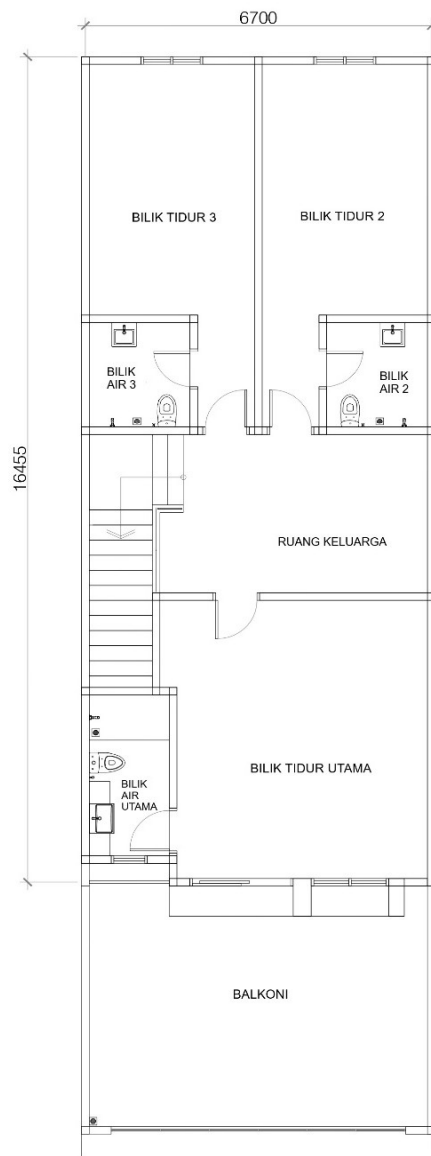 6700
BILIK TIDUR 3
BILIK TIDUR 2
BILIK
AIR 3
BILIK
AIR 2
16455
RUANG KELUARGA
BILIK TIDUR UTAMA
BILIK
AIR
UTAMA
BALKONI